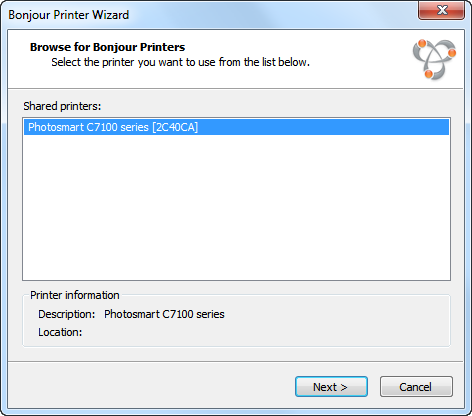 Bonjour Printer Wizard
Browse for Bonjour Printers
Select the printer you want to use from the list below.
Shared printers:
Photosmart C7100 series [2C40CA]
Printer information
Description: Photosmart C7100 series
Location:
Next > Cancel